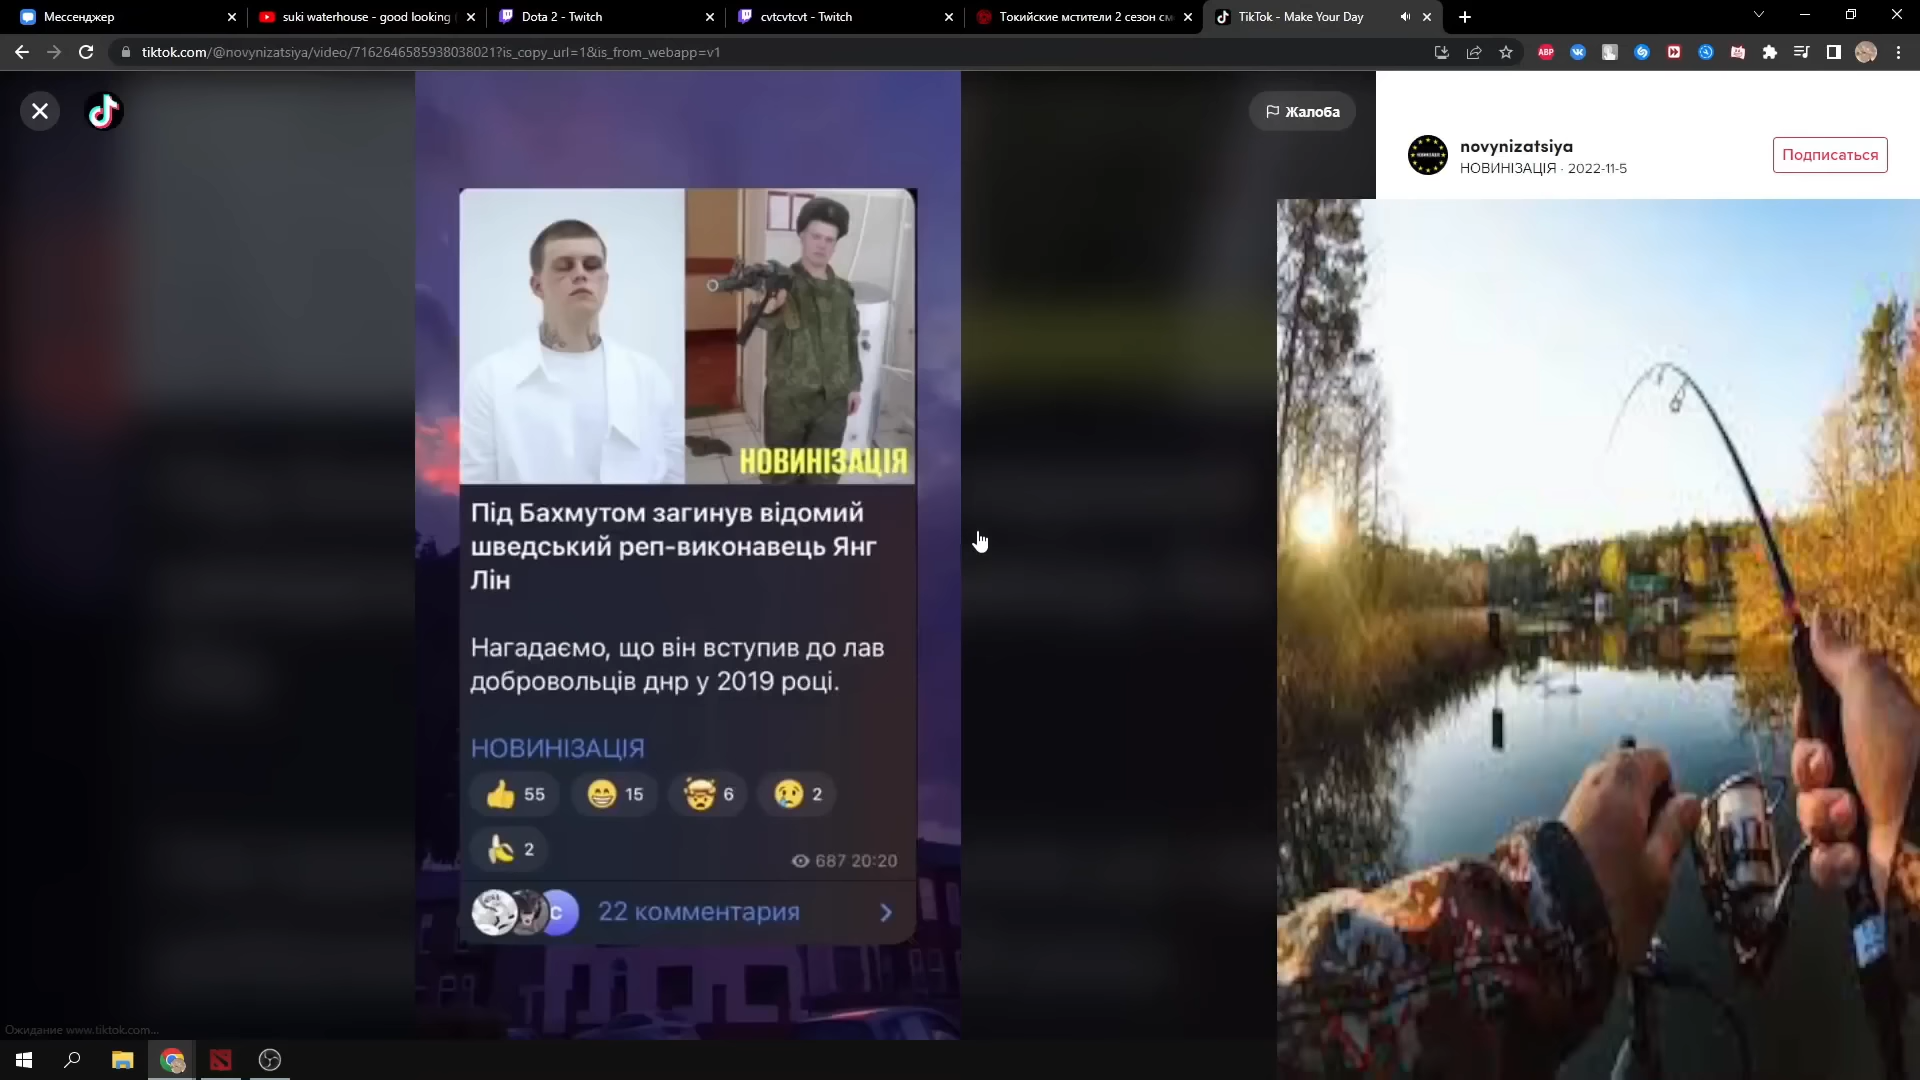 Мессенджер
suki waterhouse - good looking
Dota 2 - Twitch
cvtcvtcvt - Twitch
Токийские мстители 2 сезон см
TikTok - Make Your Day
tiktok.com/@novynizatsiya/video/7162646585938038021?is_copy_url=1&is_from_webapp=v1
ABP
Жалоба
novynizatsiya
НОВИНІЗАЦІЯ · 2022-11-5
Подписаться
НОВИНІЗАЦІЯ
Під Бахмутом загинув відомий
шведський реп-виконавець Янг
Лін
Нагадаємо, що він вступив до лав
добровольців днр у 2019 році.
НОВИНІЗАЦІЯ
55 15 6 2
2
687 20:20
C
22 комментария
Ожидание www.tiktok.com...